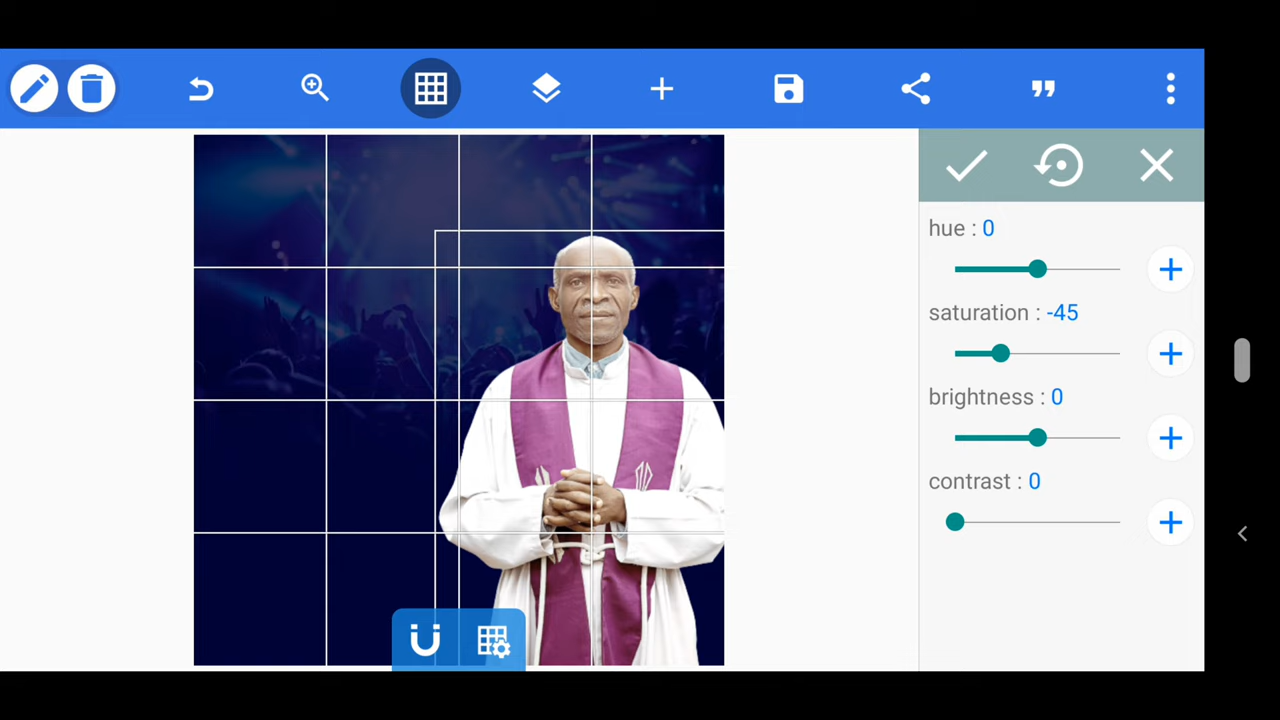 hue : 0
saturation : -45
brightness : 0
contrast : 0